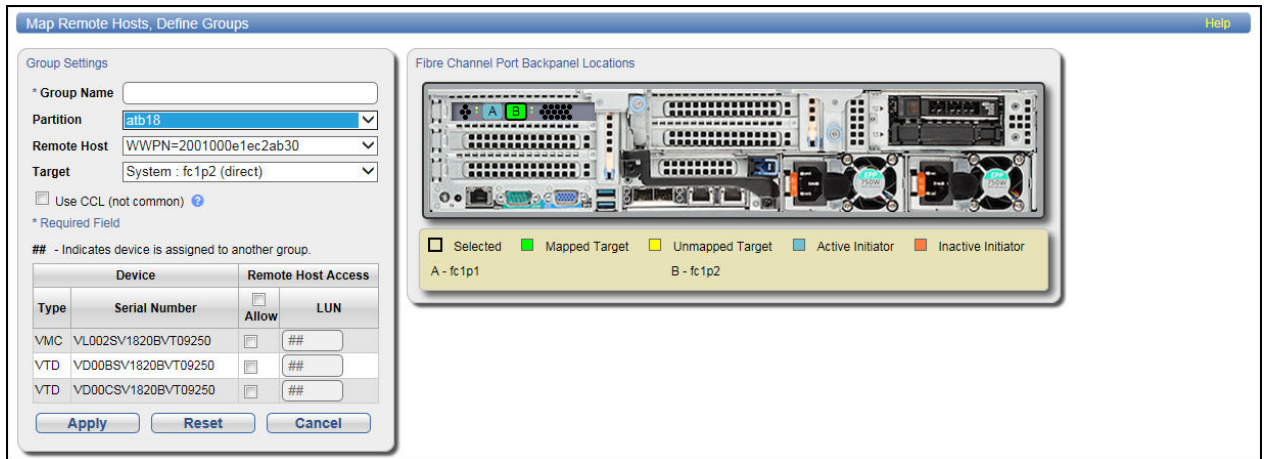 Map Remote Hosts, Define Groups Help
Group Settings
* Group Name
Partition atb18
Remote Host WWPN=2001000e1ec2ab30
Target System : fc1p2 (direct)
Use CCL (not common) ?
* Required Field
## - Indicates device is assigned to another group.
Device Remote Host Access
Type Serial Number Allow LUN
VMC VL002SV1820BVT09250 ##
VTD VD00BSV1820BVT09250 ##
VTD VD00CSV1820BVT09250 ##
Apply Reset Cancel
Fibre Channel Port Backpanel Locations
A B
750W 750W
Selected Mapped Target Unmapped Target Active Initiator Inactive Initiator
A - fc1p1 B - fc1p2